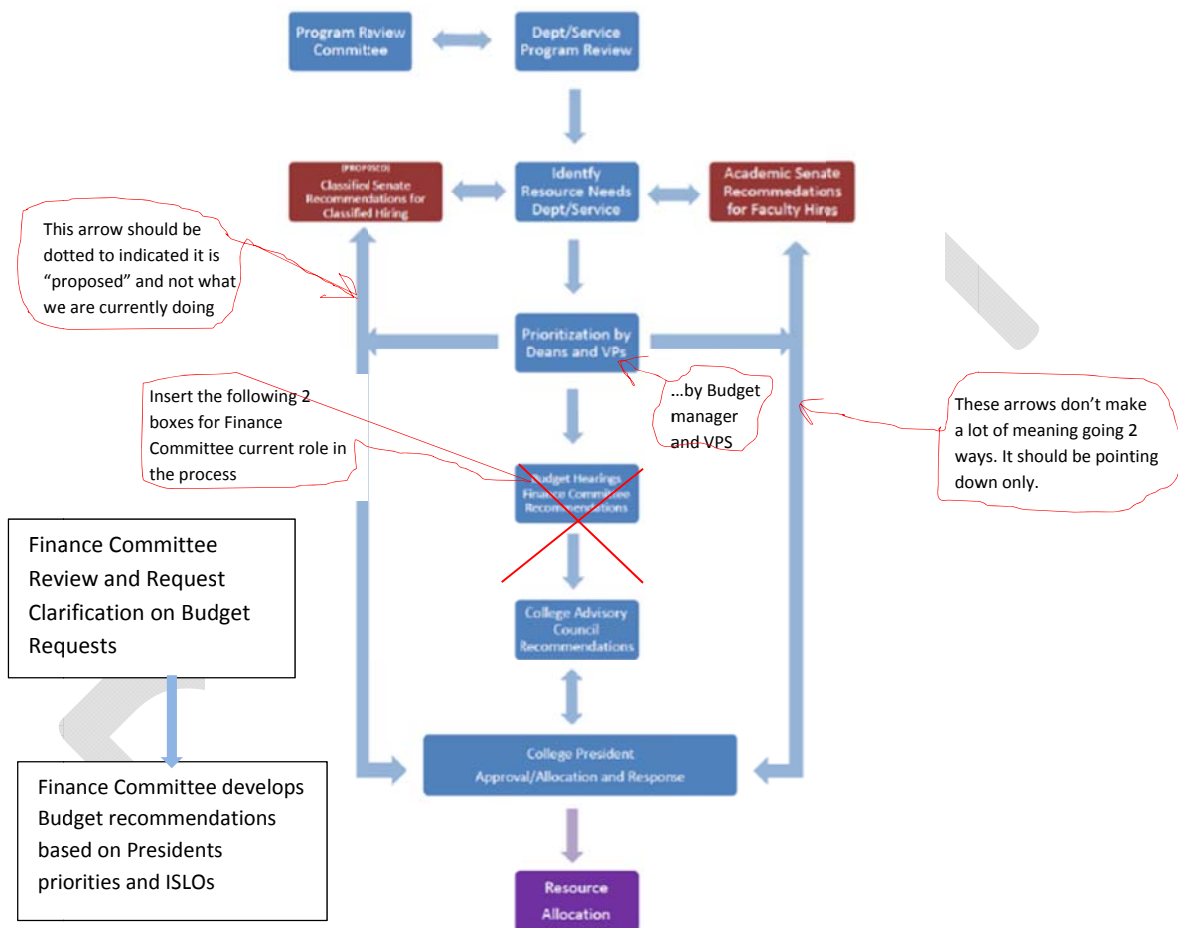 Program Review
Committee
Dept/Service
Program Review
(PROPOSED)
Classified Senate
Recommendations for
Classified Hiring
Identfy
Resource Needs
Dept/Service
Academic Senate
Recommedations
for Faculty Hires
This arrow should be
dotted to indicated it is
“proposed” and not what
we are currently doing
Prioritization by
Deans and VPs
Insert the following 2
boxes for Finance
Committee current role in
the process
...by Budget
manager
and VPS
These arrows don’t make
a lot of meaning going 2
ways. It should be pointing
down only.
Budget Hearings
Finance Committee
Recommendations
Finance Committee
Review and Request
Clarification on Budget
Requests
College Advisory
Council
Recommendations
College President
Approval/Allocation and Response
Finance Committee develops
Budget recommendations
based on Presidents
priorities and ISLOs
Resource
Allocation